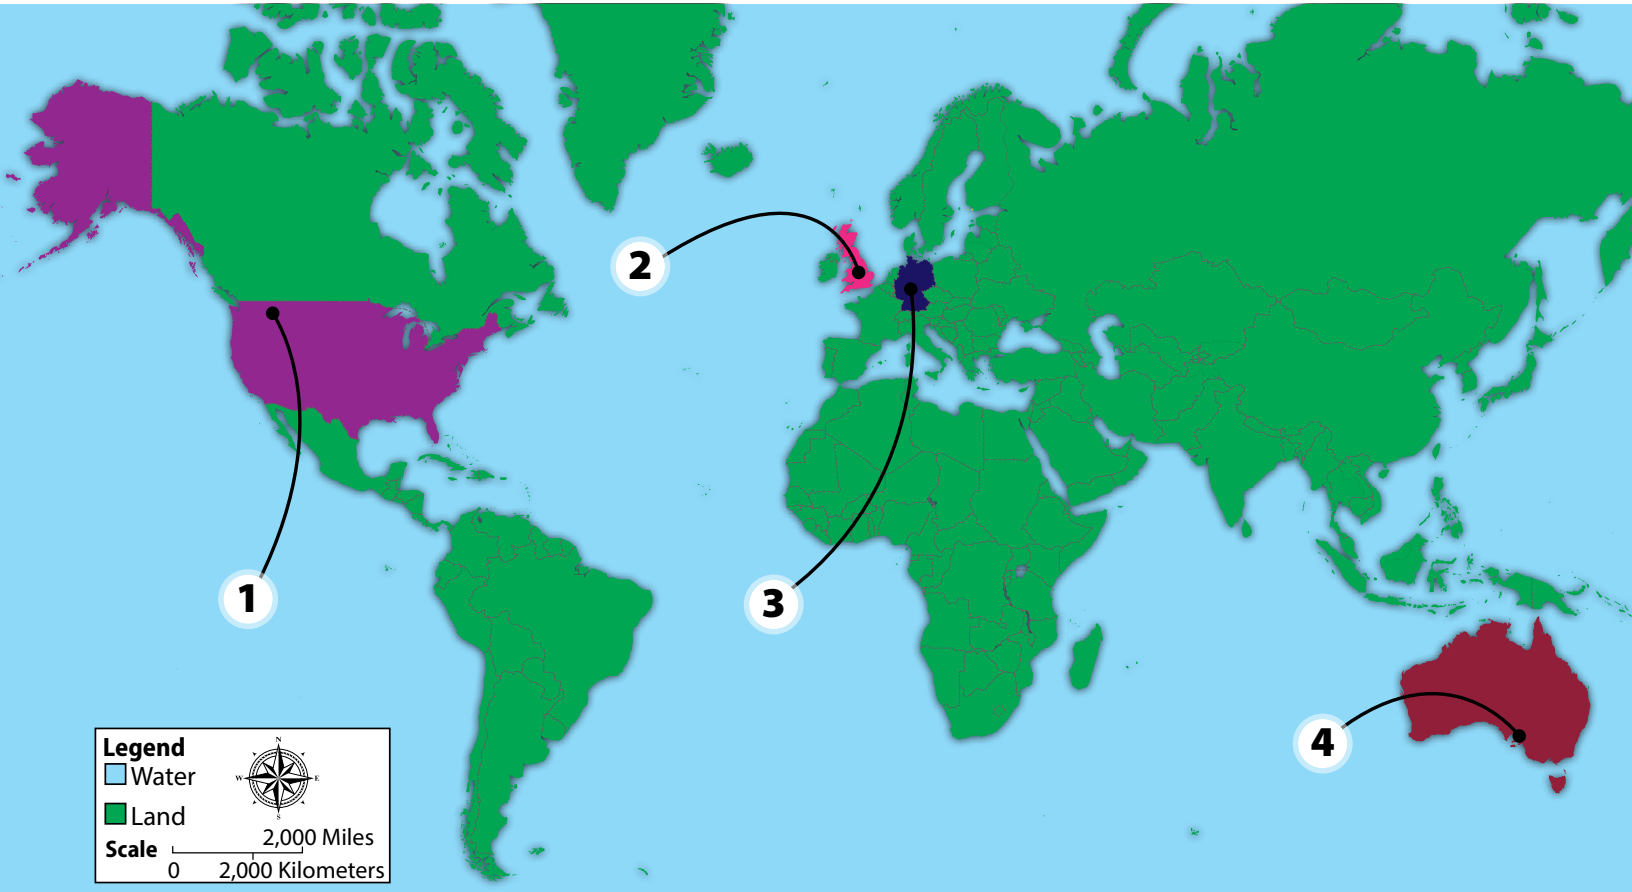 2
1
3
4
Legend
Water
Land
Scale
2,000 Miles
0 2,000 Kilometers
N
W E
S